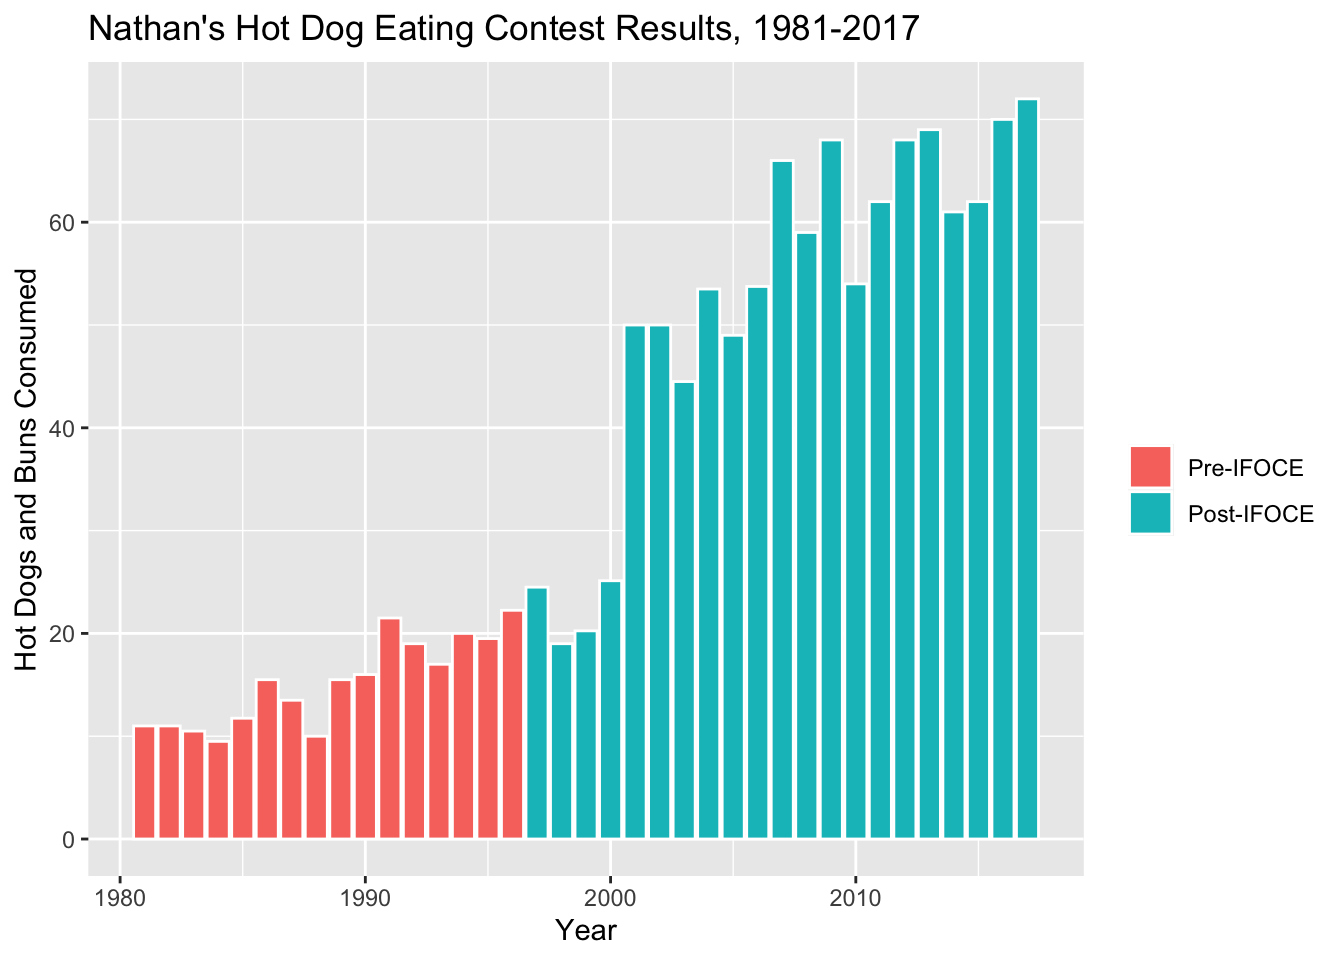 Nathan's Hot Dog Eating Contest Results, 1981-2017
Hot Dogs and Buns Consumed
60
40
20
0
1980
1990
2000
2010
Year
Pre-IFOCE
Post-IFOCE